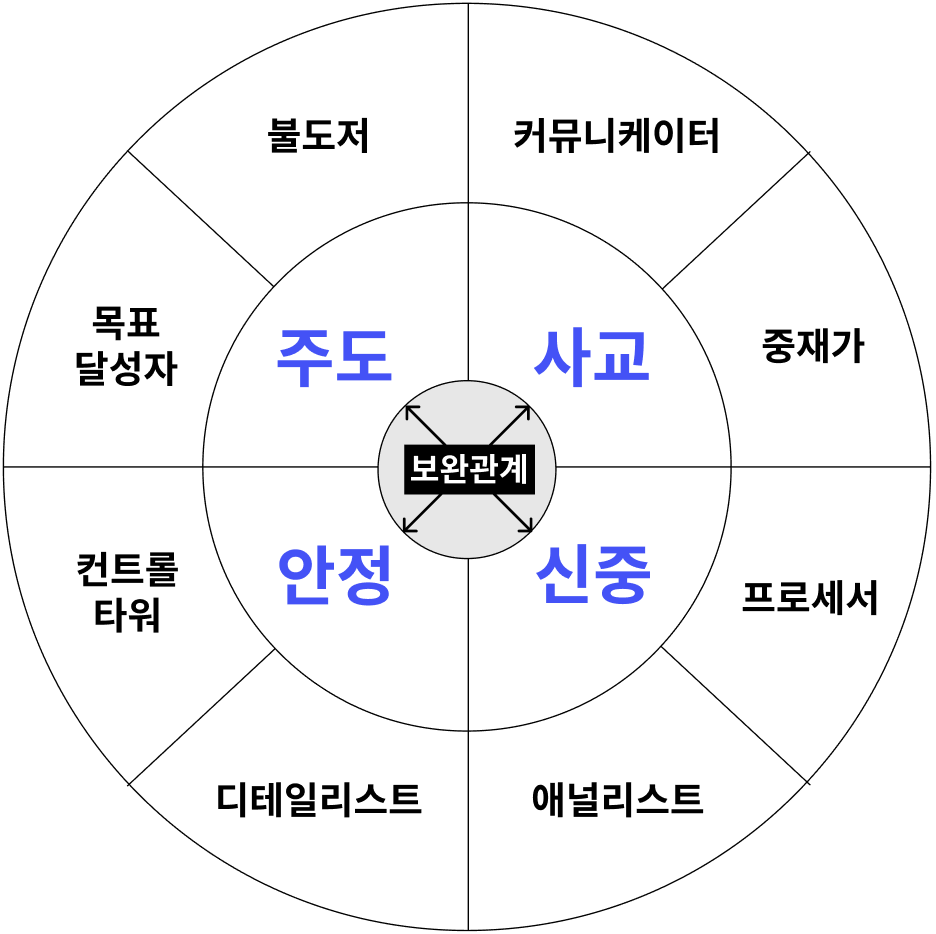 불도저
커뮤니케이터
목표
달성자
주도
사교
중재가
보완관계
컨트롤
타워
안정
신중
프로세서
디테일리스트
애널리스트